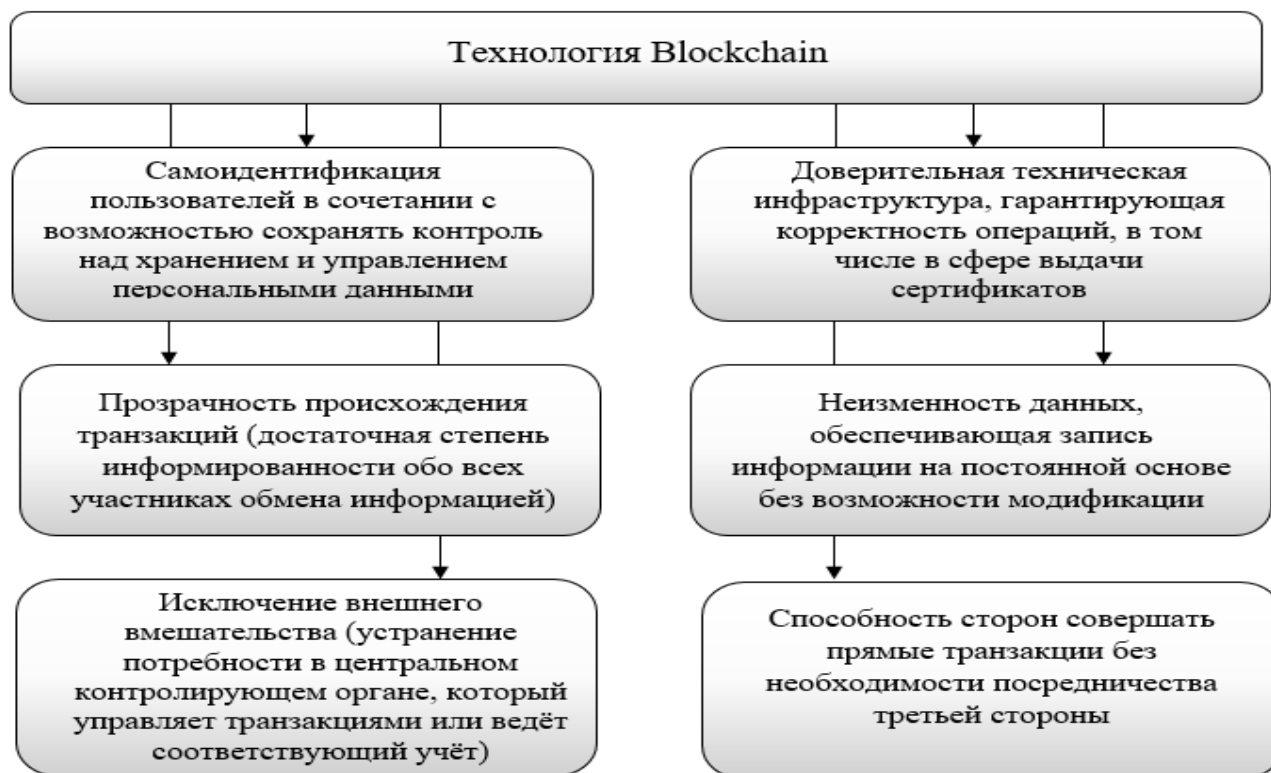 Технология Blockchain
Самоидентификация
пользователей в сочетании с
возможностью сохранять контроль
над хранением и управлением
персональными данными
Доверительная техническая
инфраструктура, гарантирующая
корректность операций, в том
числе в сфере выдачи
сертификатов
Прозрачность происхождения
транзакций (достаточная степень
информированности обо всех
участниках обмена информацией)
Неизменность данных,
обеспечивающая запись
информации на постоянной основе
без возможности модификации
Исключение внешнего
вмешательства (устранение
потребности в центральном
контролирующем органе, который
управляет транзакциями или ведёт
соответствующий учёт)
Способность сторон совершать
прямые транзакции без
необходимости посредничества
третьей стороны